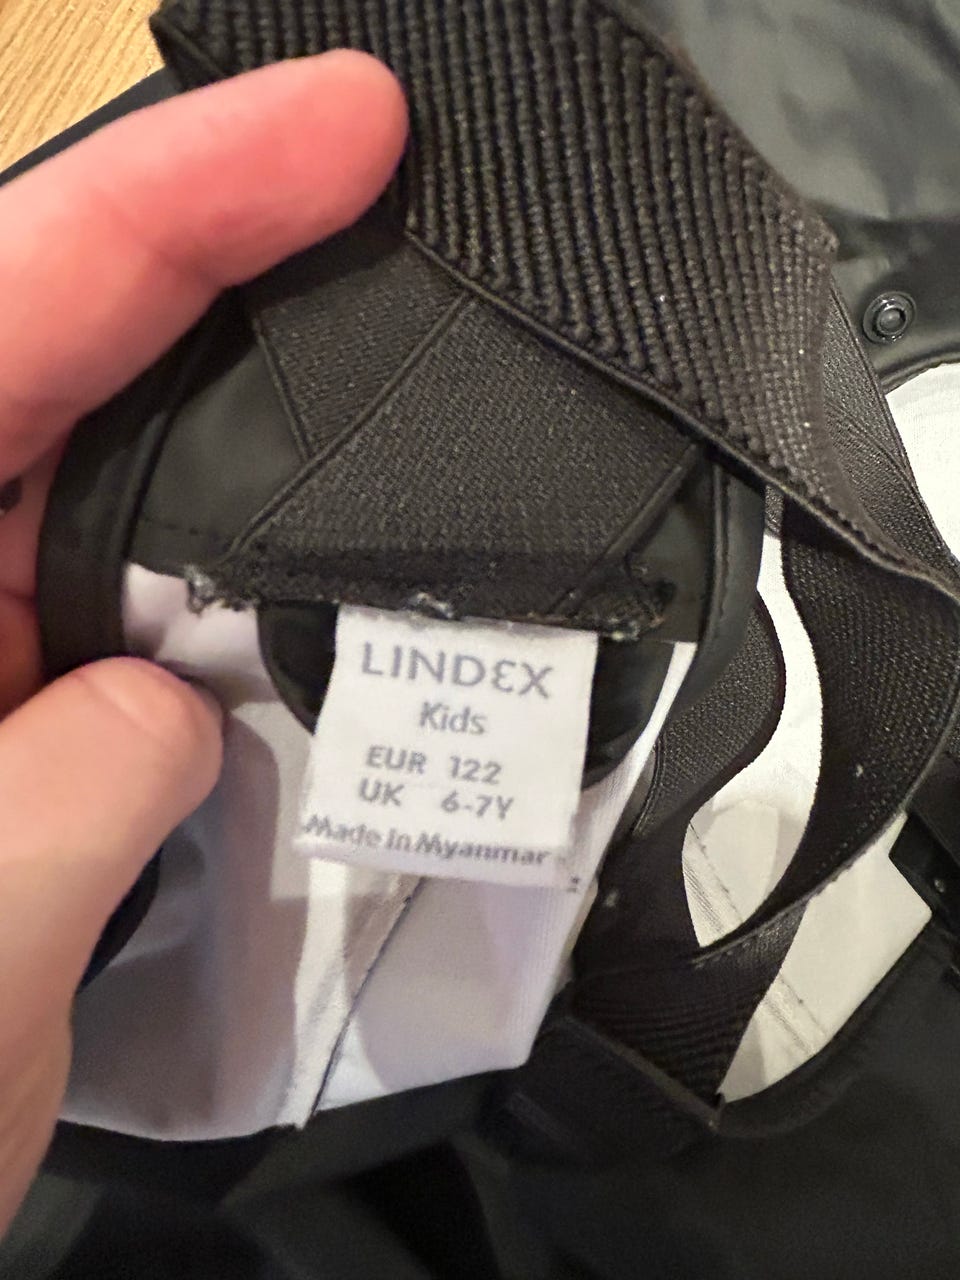 LINDEX
Kids
EUR 122
UK 6-7Y
Made in Myanmar